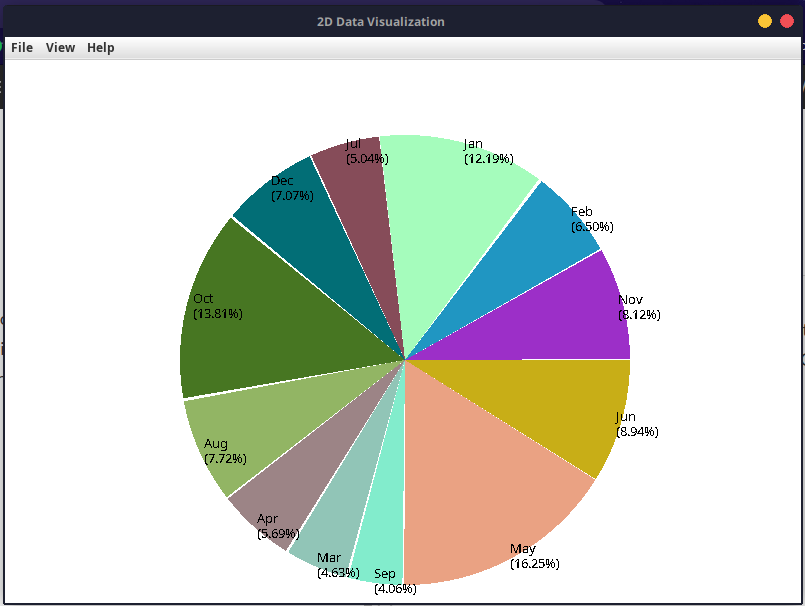 2D Data Visualization
File View Help
Jul
(5.04%)
Jan
(12.19%)
Dec
(7.07%)
Feb
(6.50%)
Oct
(13.81%)
Nov
(8.12%)
Jun
(8.94%)
Aug
(7.72%)
Apr
(5.69%)
May
(16.25%)
Mar
(4.63%)
Sep
(4.06%)